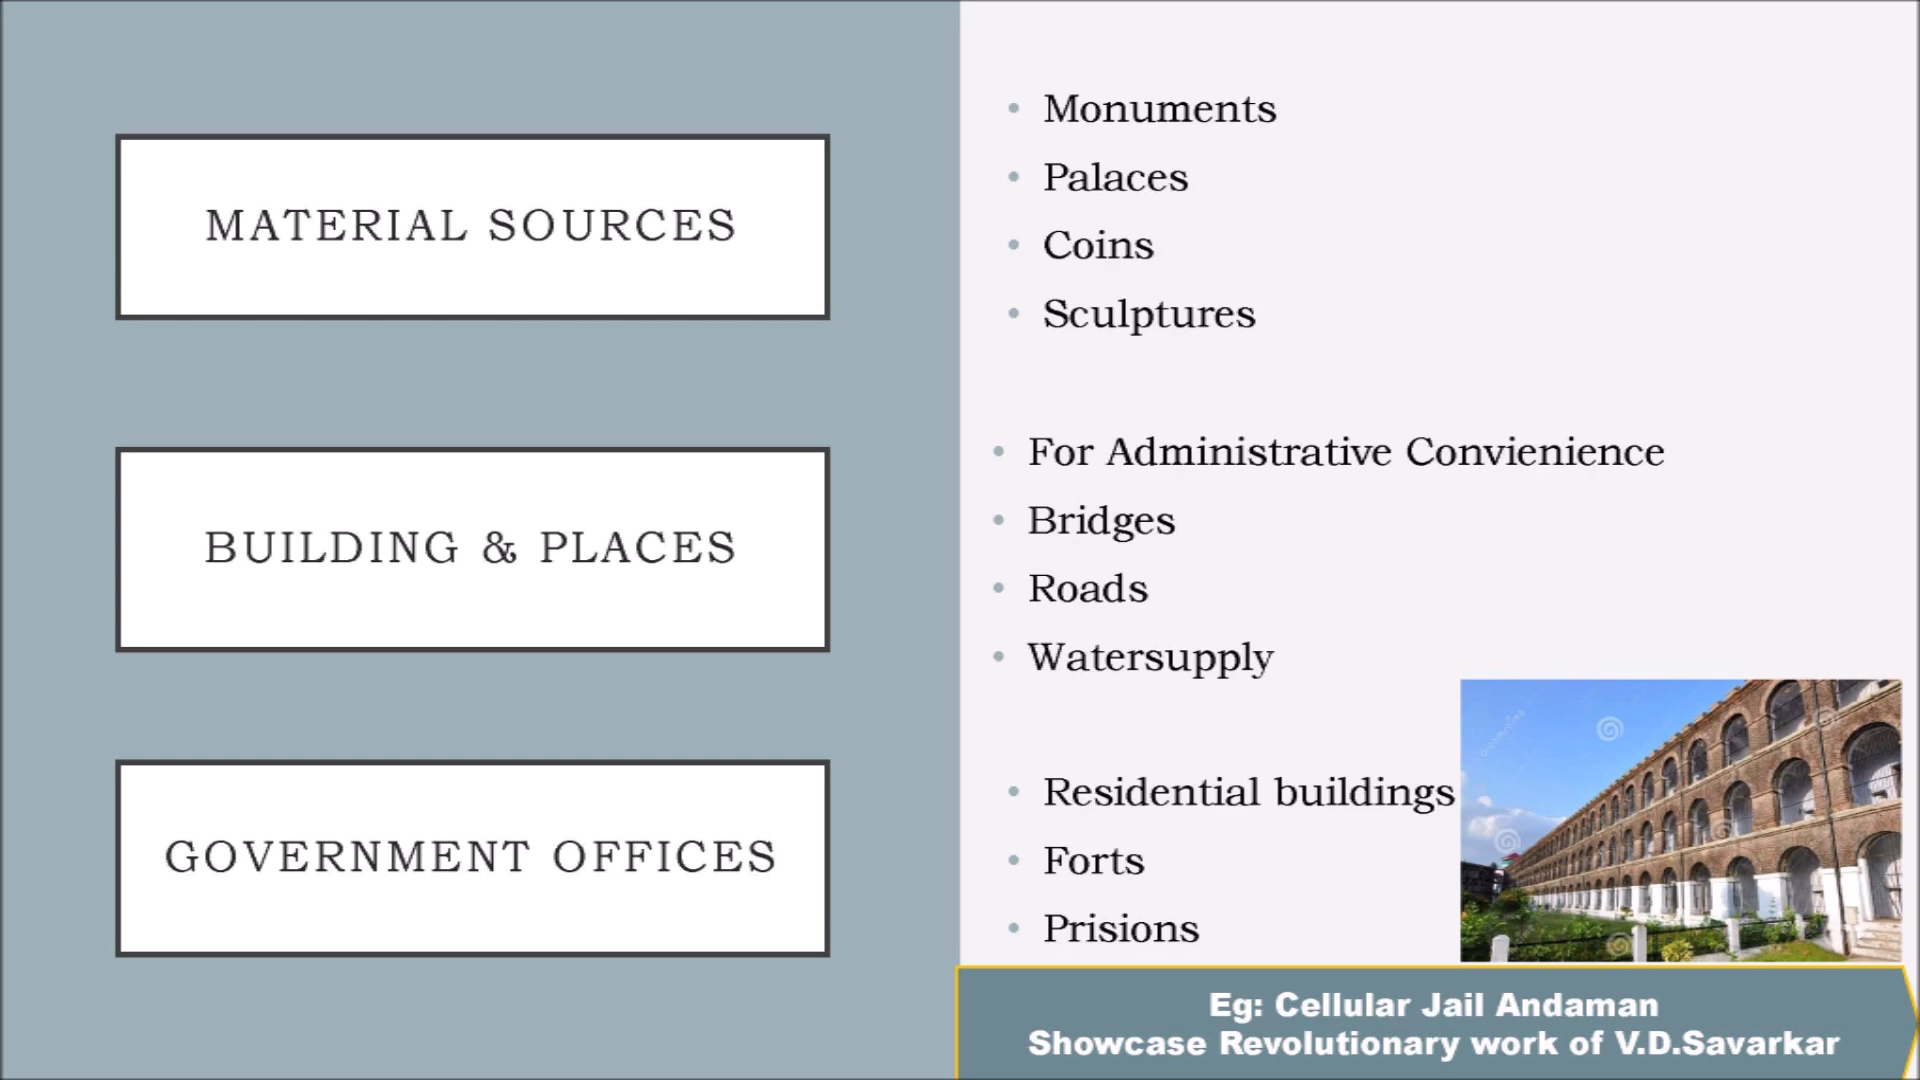 MATERIAL SOURCES
• Monuments
• Palaces
• Coins
• Sculptures
BUILDING & PLACES
• For Administrative Convienience
• Bridges
• Roads
• Watersupply
GOVERNMENT OFFICES
• Residential buildings
• Forts
• Prisions
Eg: Cellular Jail Andaman
Showcase Revolutionary work of V.D.Savarkar